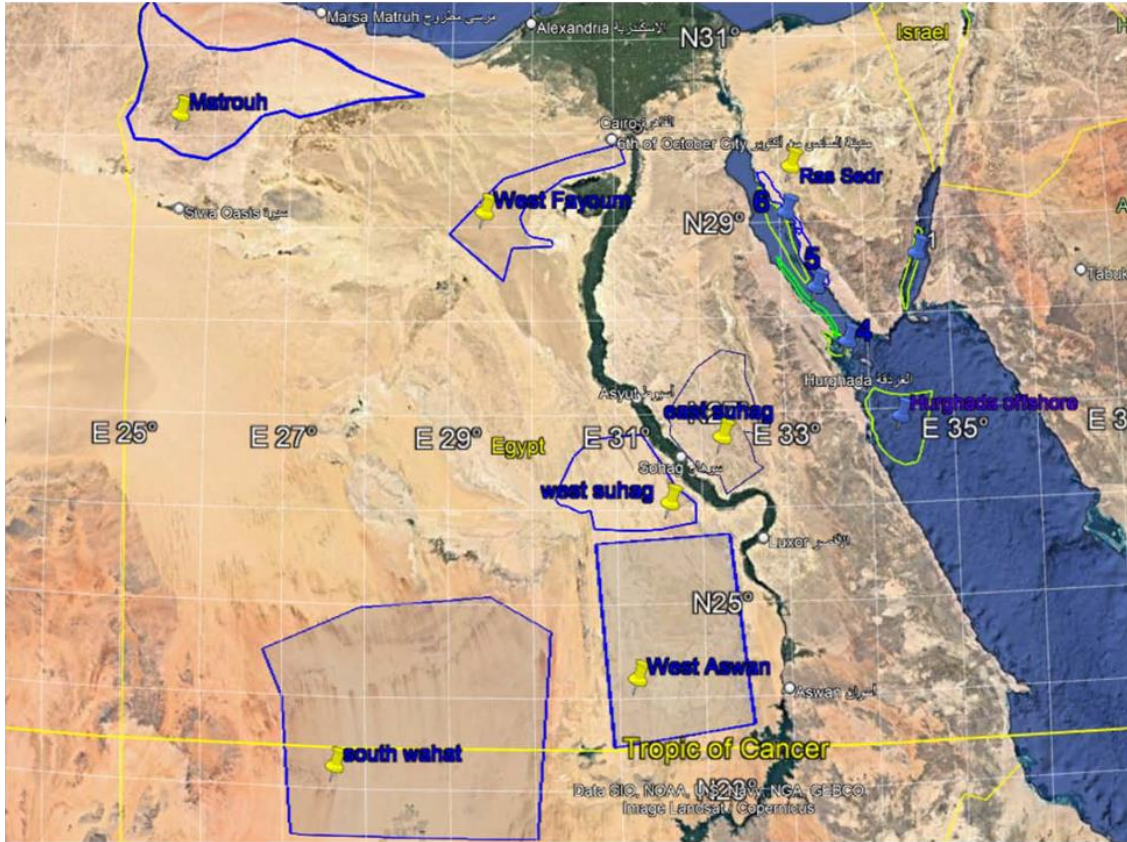 Marsa Matruh مرسى مطروح
Alexandria الإسكندرية
N31°
Israel
Matrouh
Cairo القاهرة
6th of October City مدينة السادس من أكتوبر
Ras Sedr
Siwa Oasis سيوة
West Fayoum
N29°
6
1
5
Tabuk
4
Hurghada الغردقة
Asyut أسيوط
Hurghada offshore
east suhag
E 25°
E 27°
E 29°
Egypt
E 31°
E 33°
E 35°
Sohag سوهاج
west suhag
Luxor الأقصر
N25°
West Aswan
Aswan أسوان
south wahat
Tropic of Cancer
N23°
Data SIO, NOAA, U.S. Navy, NGA, GEBCO
Image Landsat / Copernicus